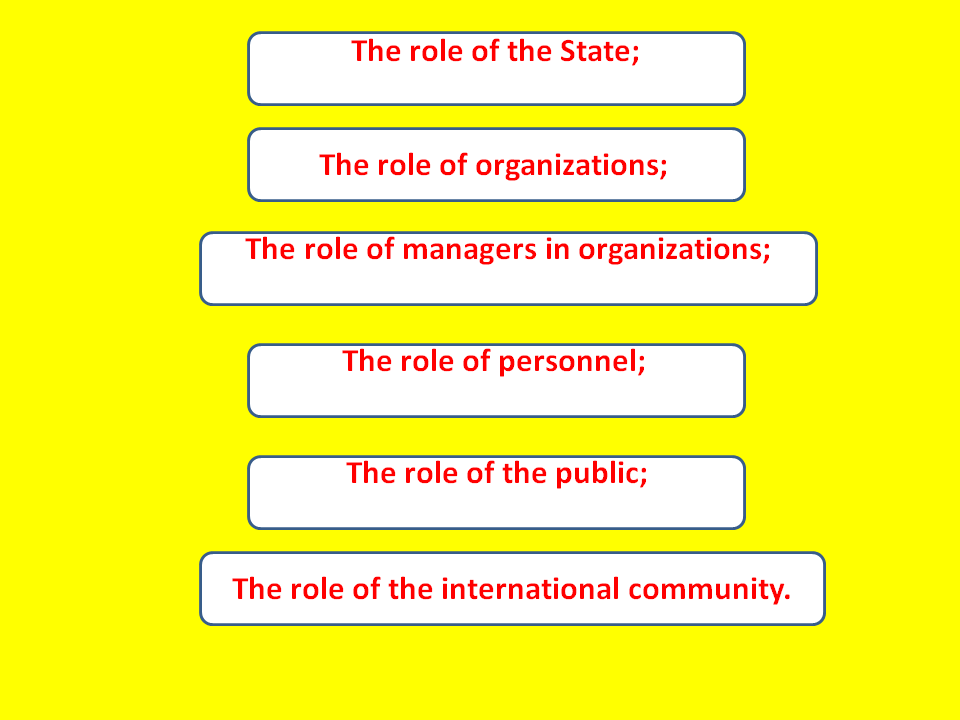 The role of the State;
The role of organizations;
The role of managers in organizations;
The role of personnel;
The role of the public;
The role of the international community.